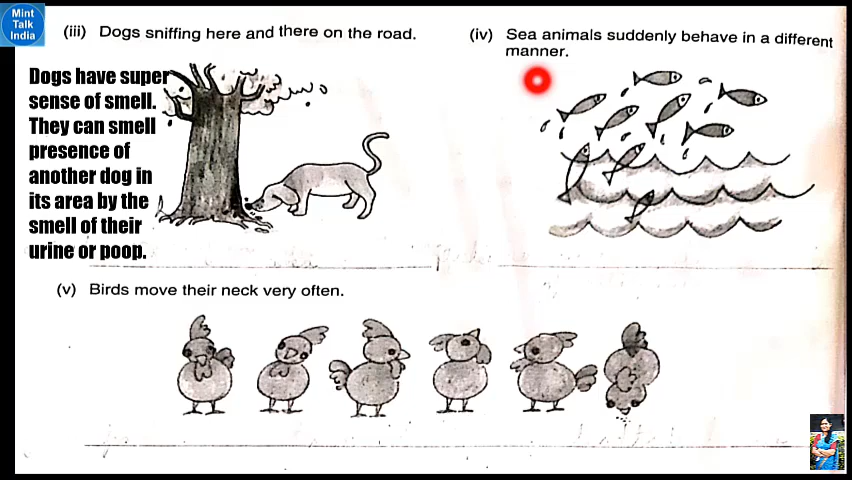 Mint
Talk
India
(iii) Dogs sniffing here and there on the road.
(iv) Sea animals suddenly behave in a different
manner.
Dogs have super
sense of smell.
They can smell
presence of
another dog in
its area by the
smell of their
urine or poop.
(v) Birds move their neck very often.